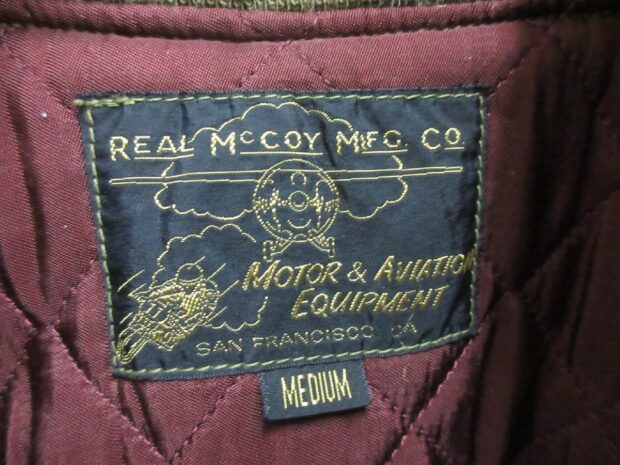 REAL McCOY MFG. CO.
MOTOR & AVIATION
EQUIPMENT
SAN FRANCISCO, CA
MEDIUM